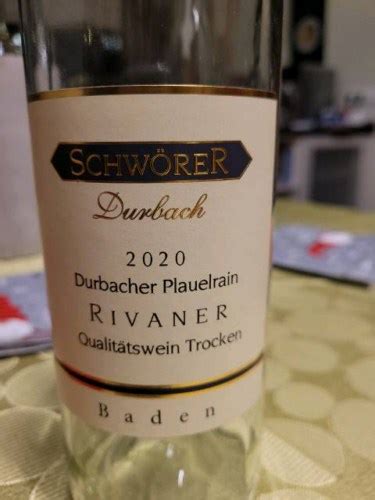 SCHWÖRER
Durbach
2020
Durbacher Plauelrain
RIVANER
Qualitätswein Trocken
Baden